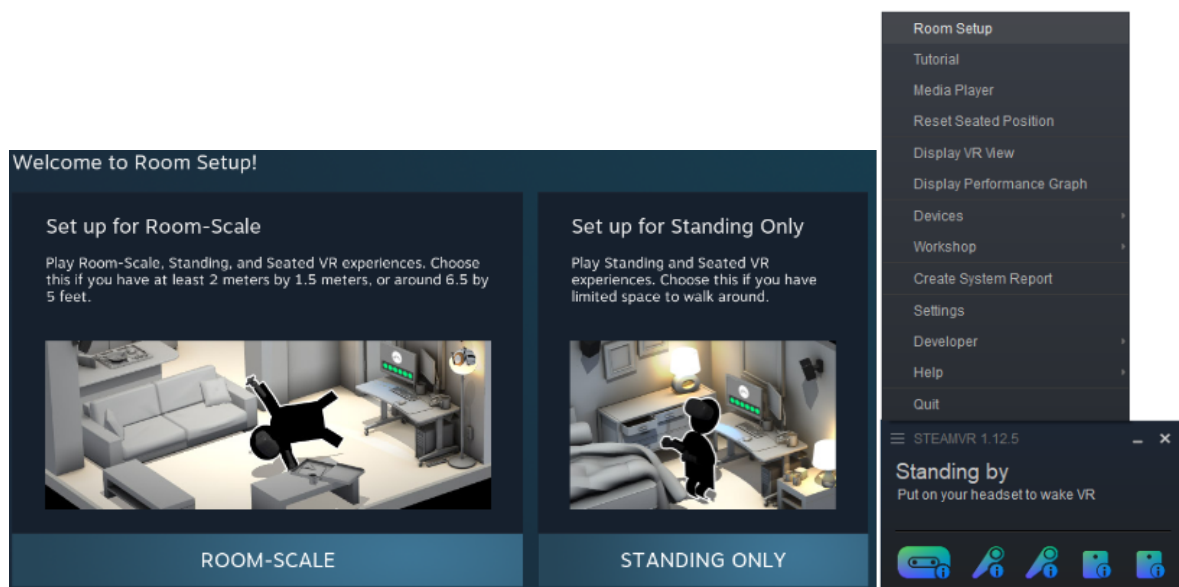 Welcome to Room Setup!
Set up for Room-Scale
Play Room-Scale, Standing, and Seated VR experiences. Choose
this if you have at least 2 meters by 1.5 meters, or around 6.5 by
5 feet.
ROOM-SCALE
Set up for Standing Only
Play Standing and Seated VR
experiences. Choose this if you have
limited space to walk around.
STANDING ONLY
Room Setup
Tutorial
Media Player
Reset Seated Position
Display VR View
Display Performance Graph
Devices
Workshop
Create System Report
Settings
Developer
Help
Quit
STEAMVR 1.12.5
Standing by
Put on your headset to wake VR